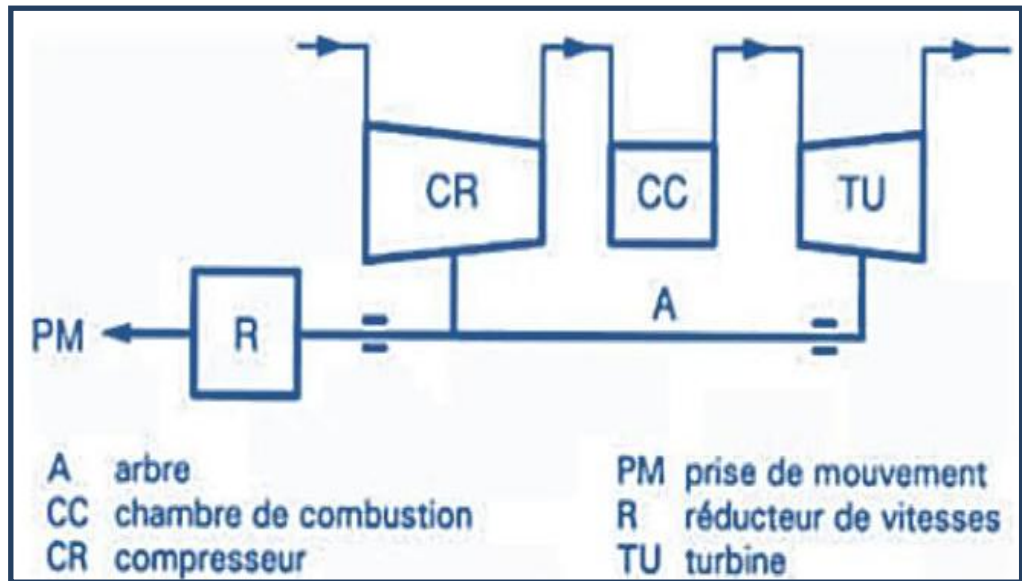 CR
CC
TU
A
PM
R
A arbre
CC chambre de combustion
CR compresseur
PM prise de mouvement
R réducteur de vitesses
TU turbine